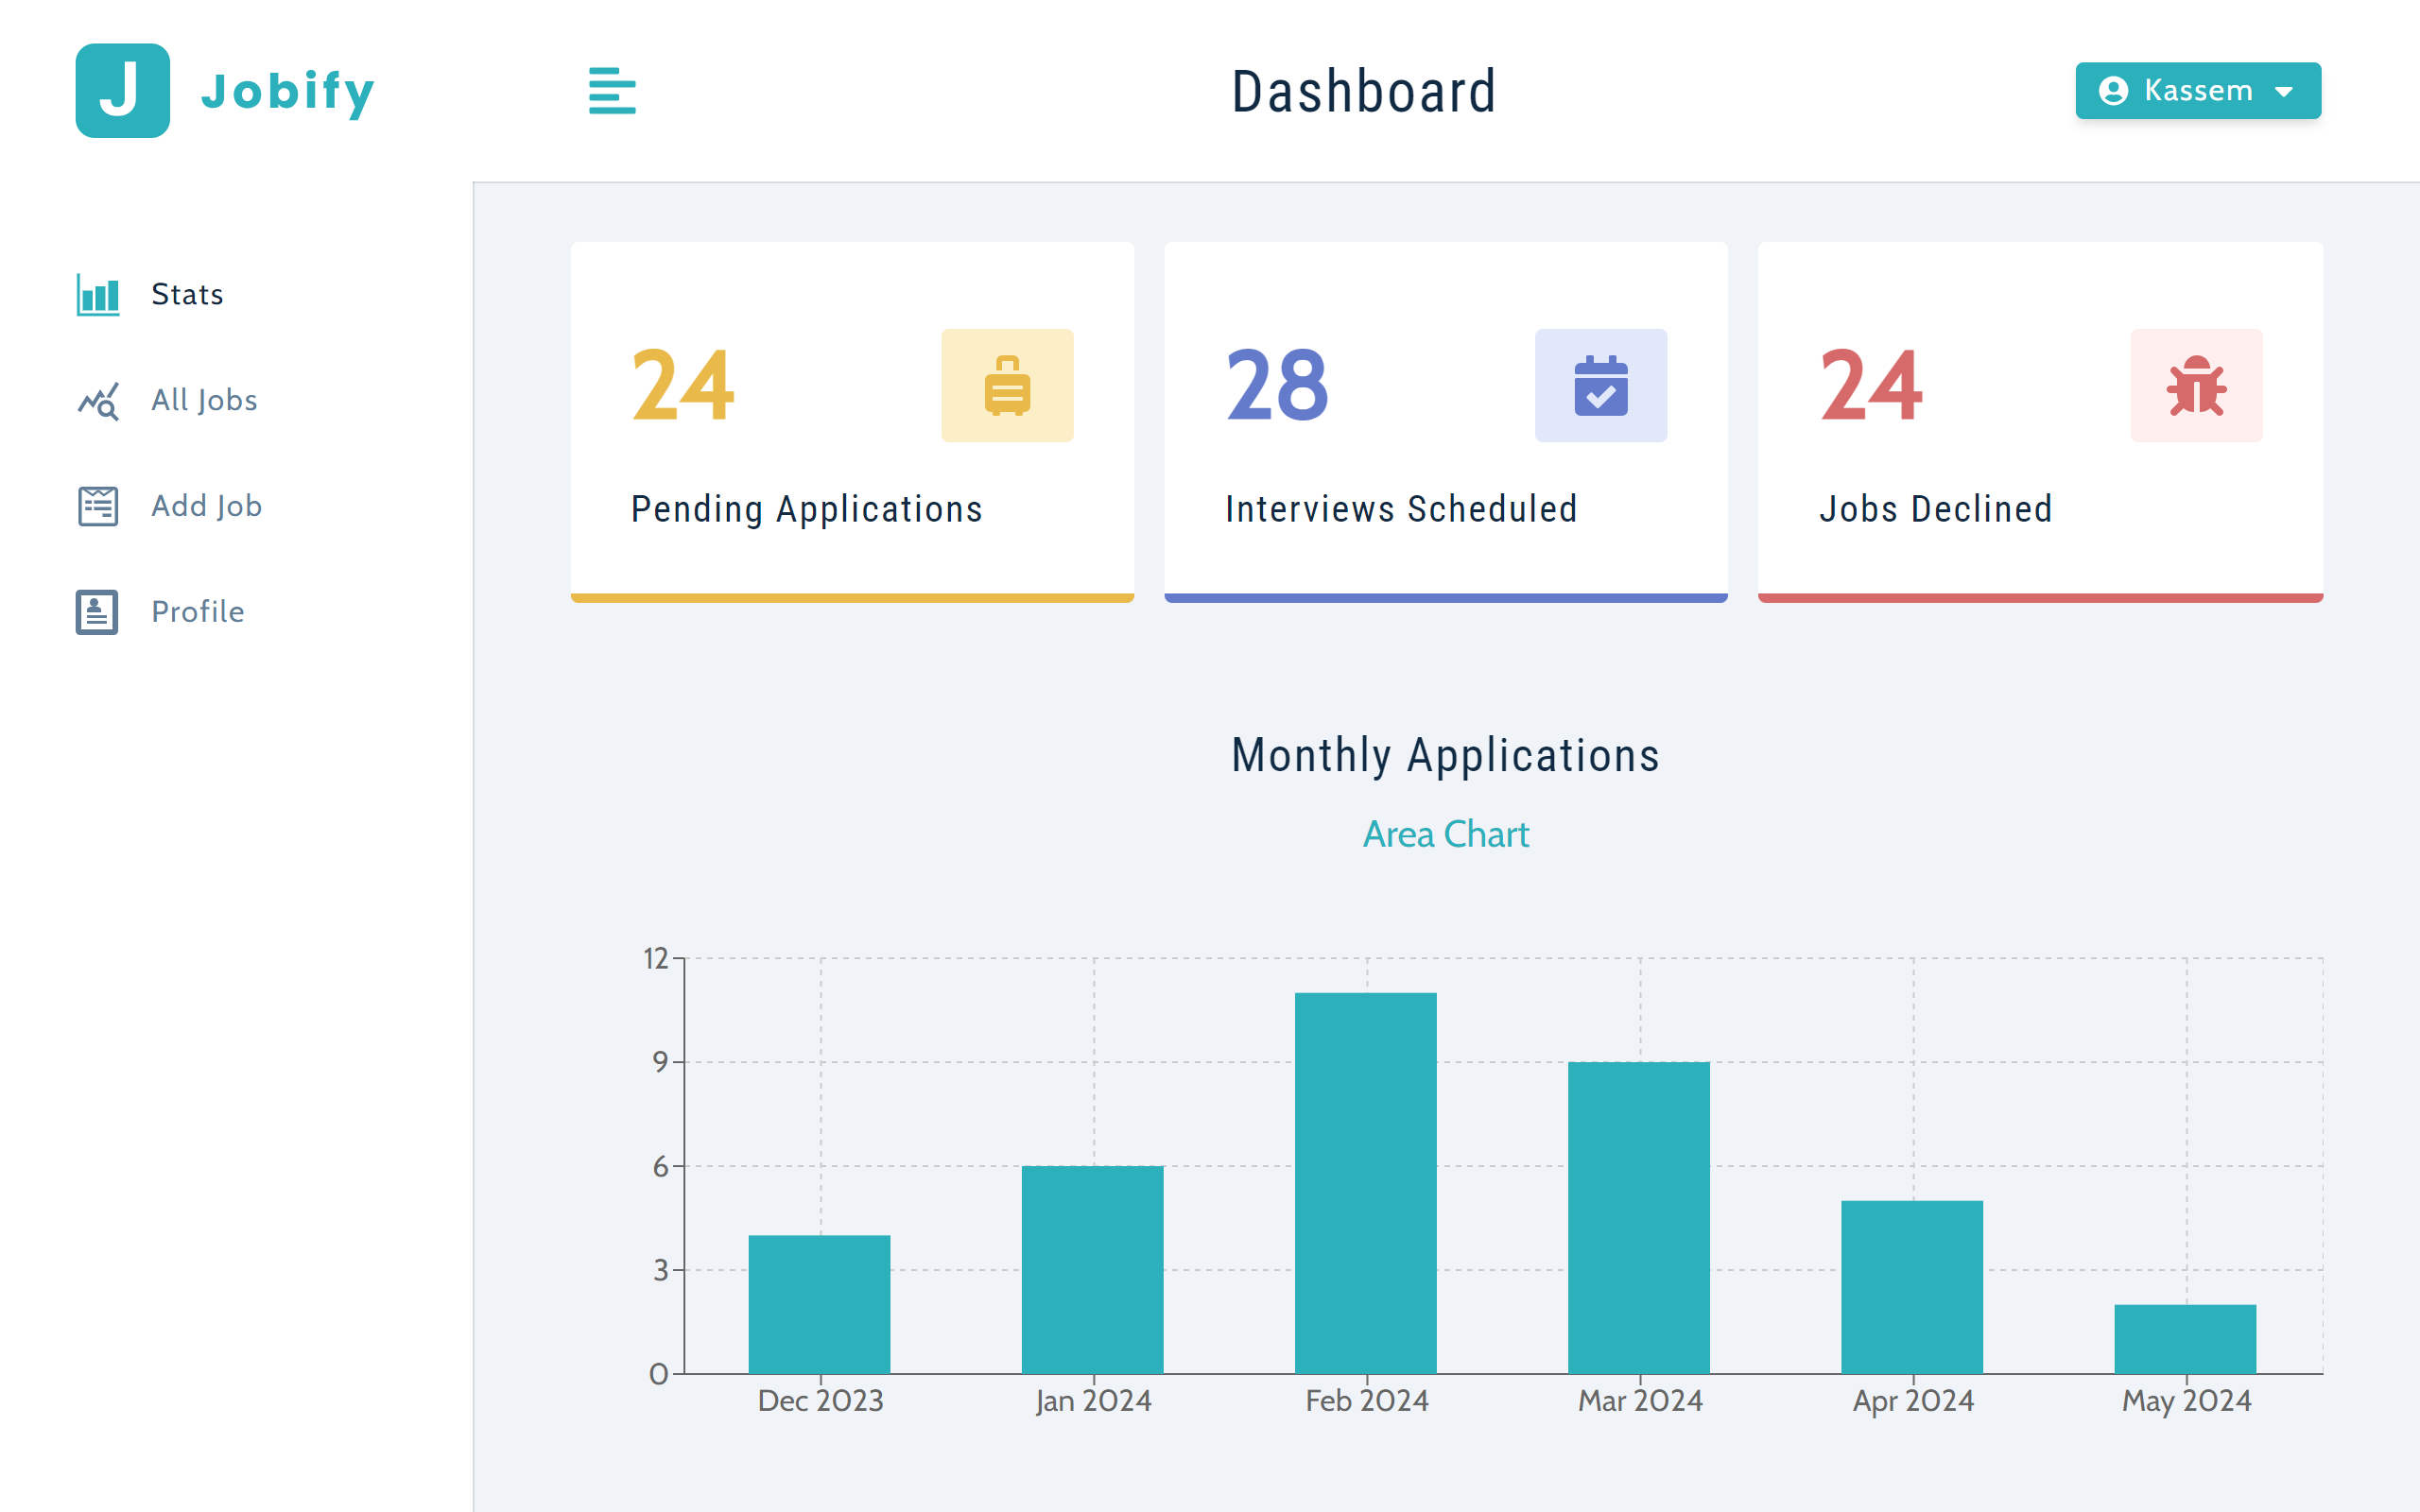 J Jobify
Dashboard
Kassem
Stats
All Jobs
Add Job
Profile
24
Pending Applications
28
Interviews Scheduled
24
Jobs Declined
Monthly Applications
Area Chart
12
9
6
3
0
Dec 2023 Jan 2024 Feb 2024 Mar 2024 Apr 2024 May 2024